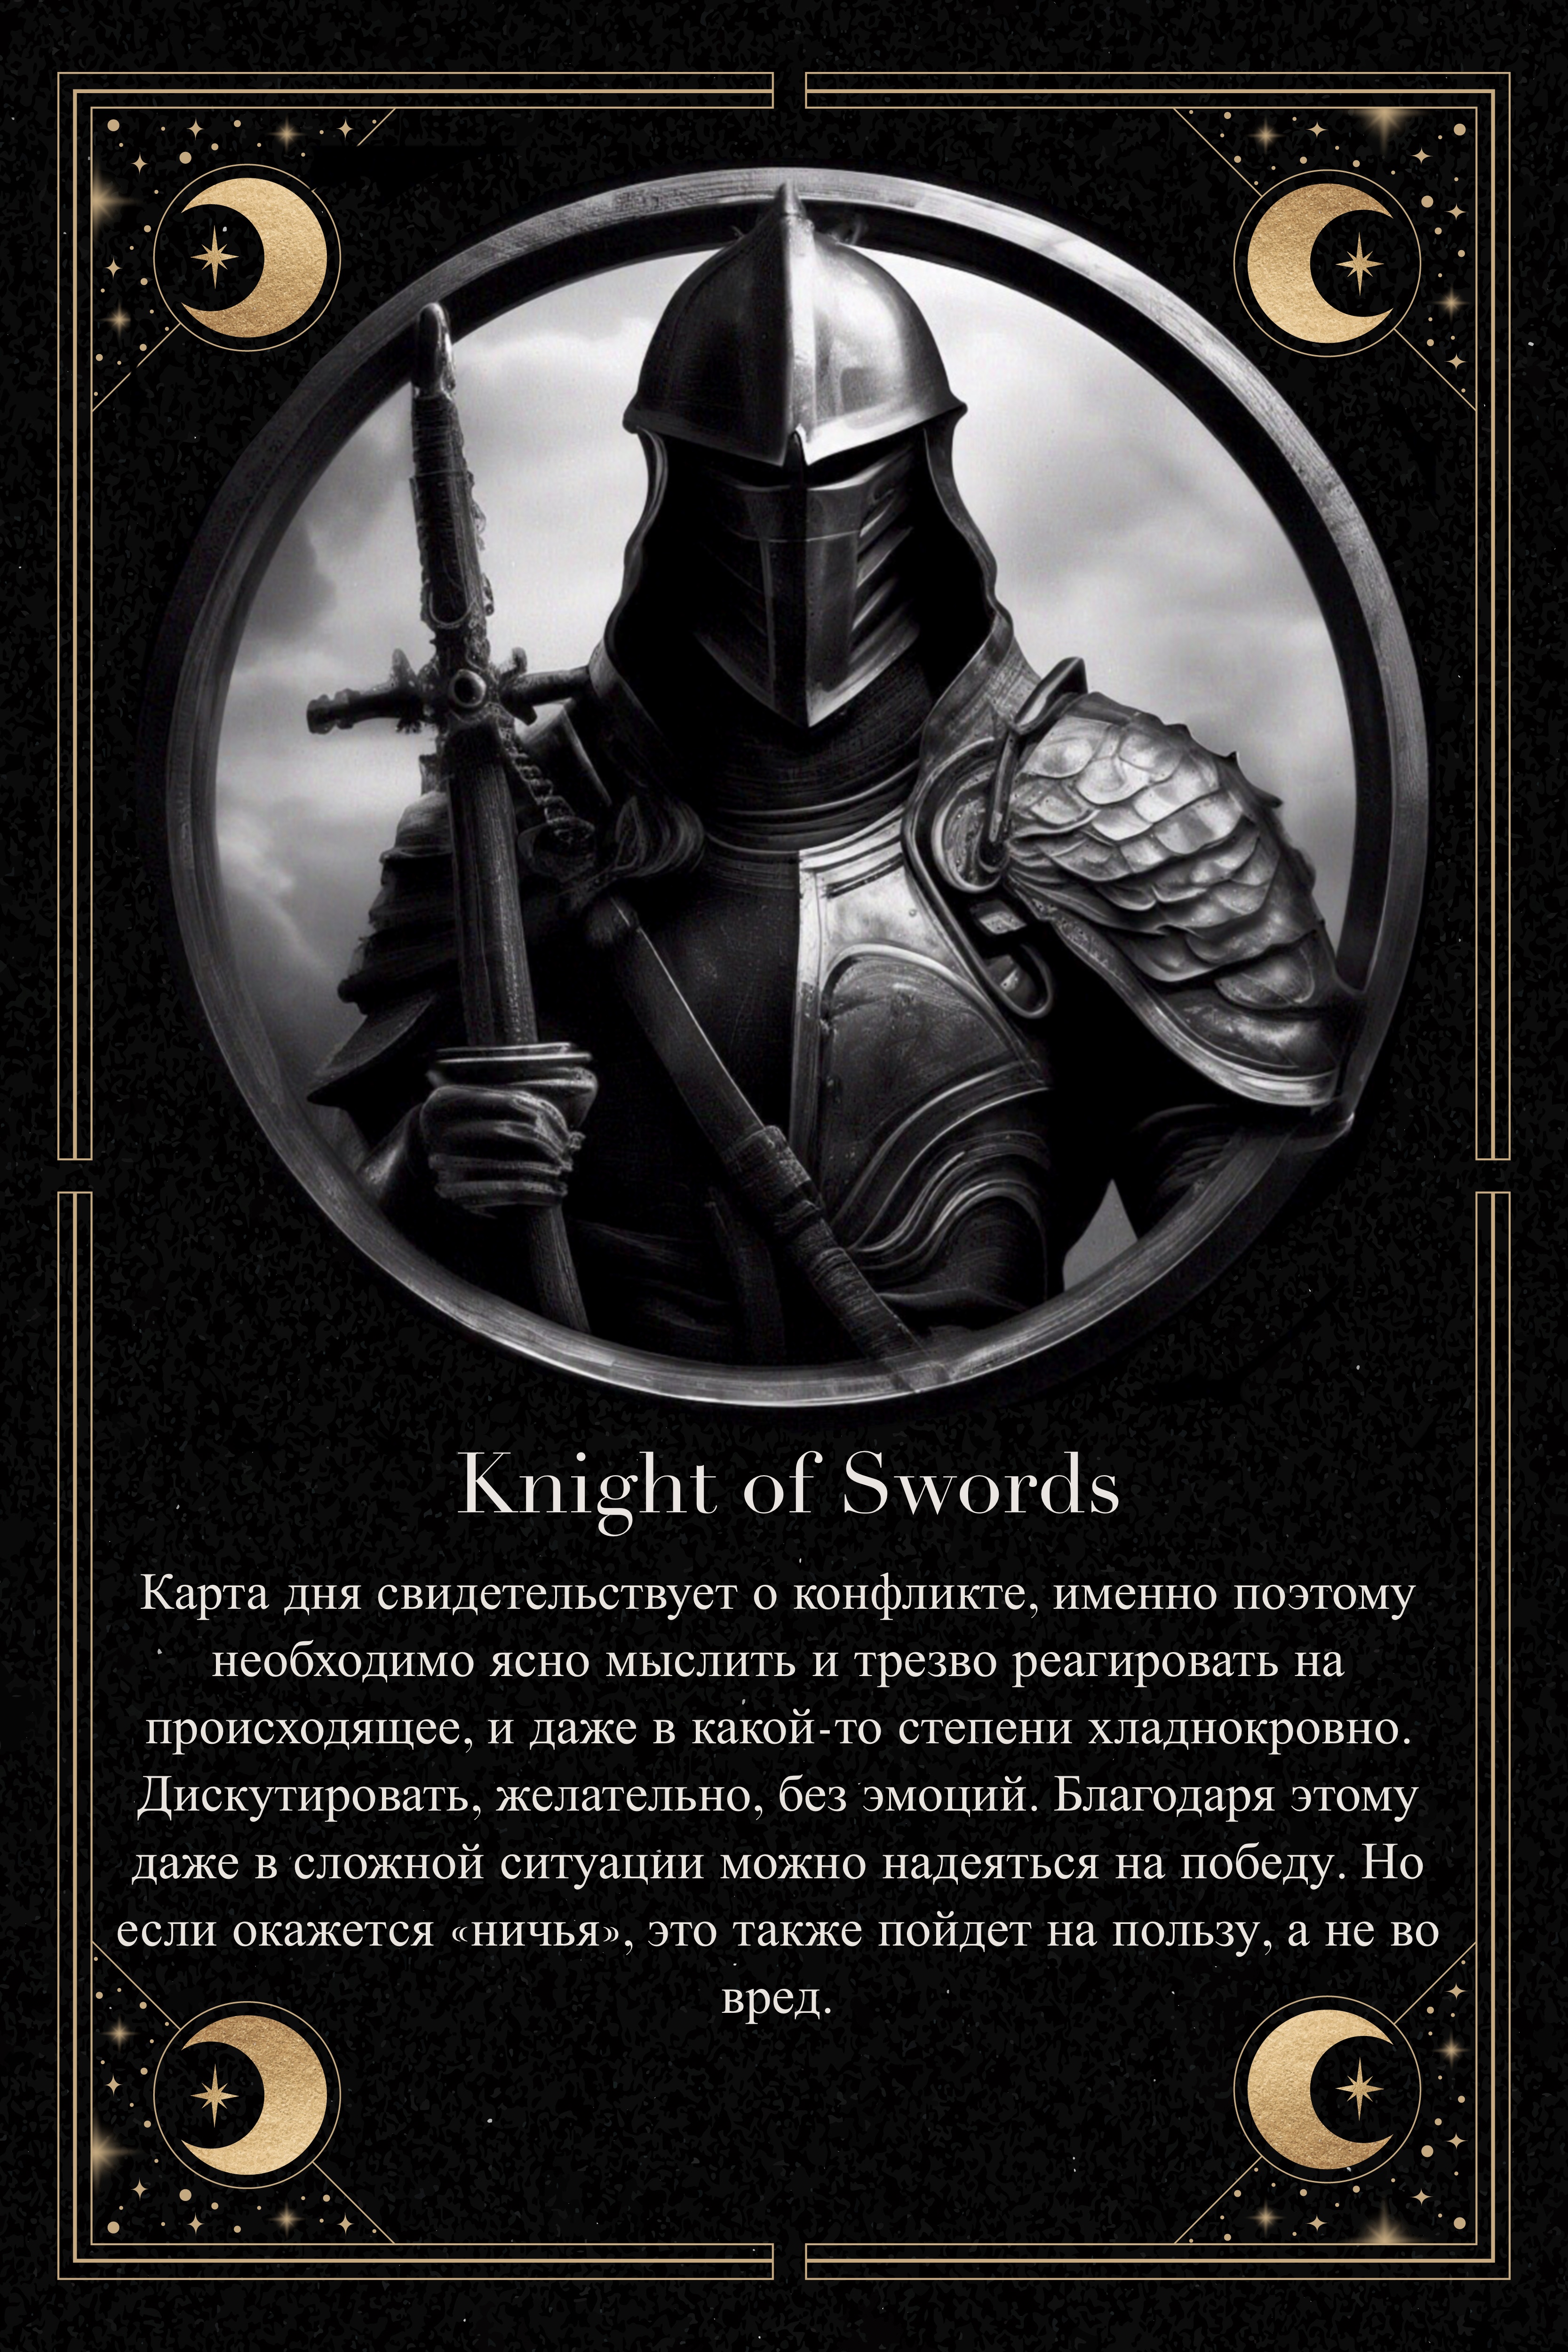 Knight of Swords
Карта дня свидетельствует о конфликте, именно поэтому
необходимо ясно мыслить и трезво реагировать на
происходящее, и даже в какой-то степени хладнокровно.
Дискутировать, желательно, без эмоций. Благодаря этому
даже в сложной ситуации можно надеяться на победу. Но
если окажется «ничья», это также пойдет на пользу, а не во
вред.